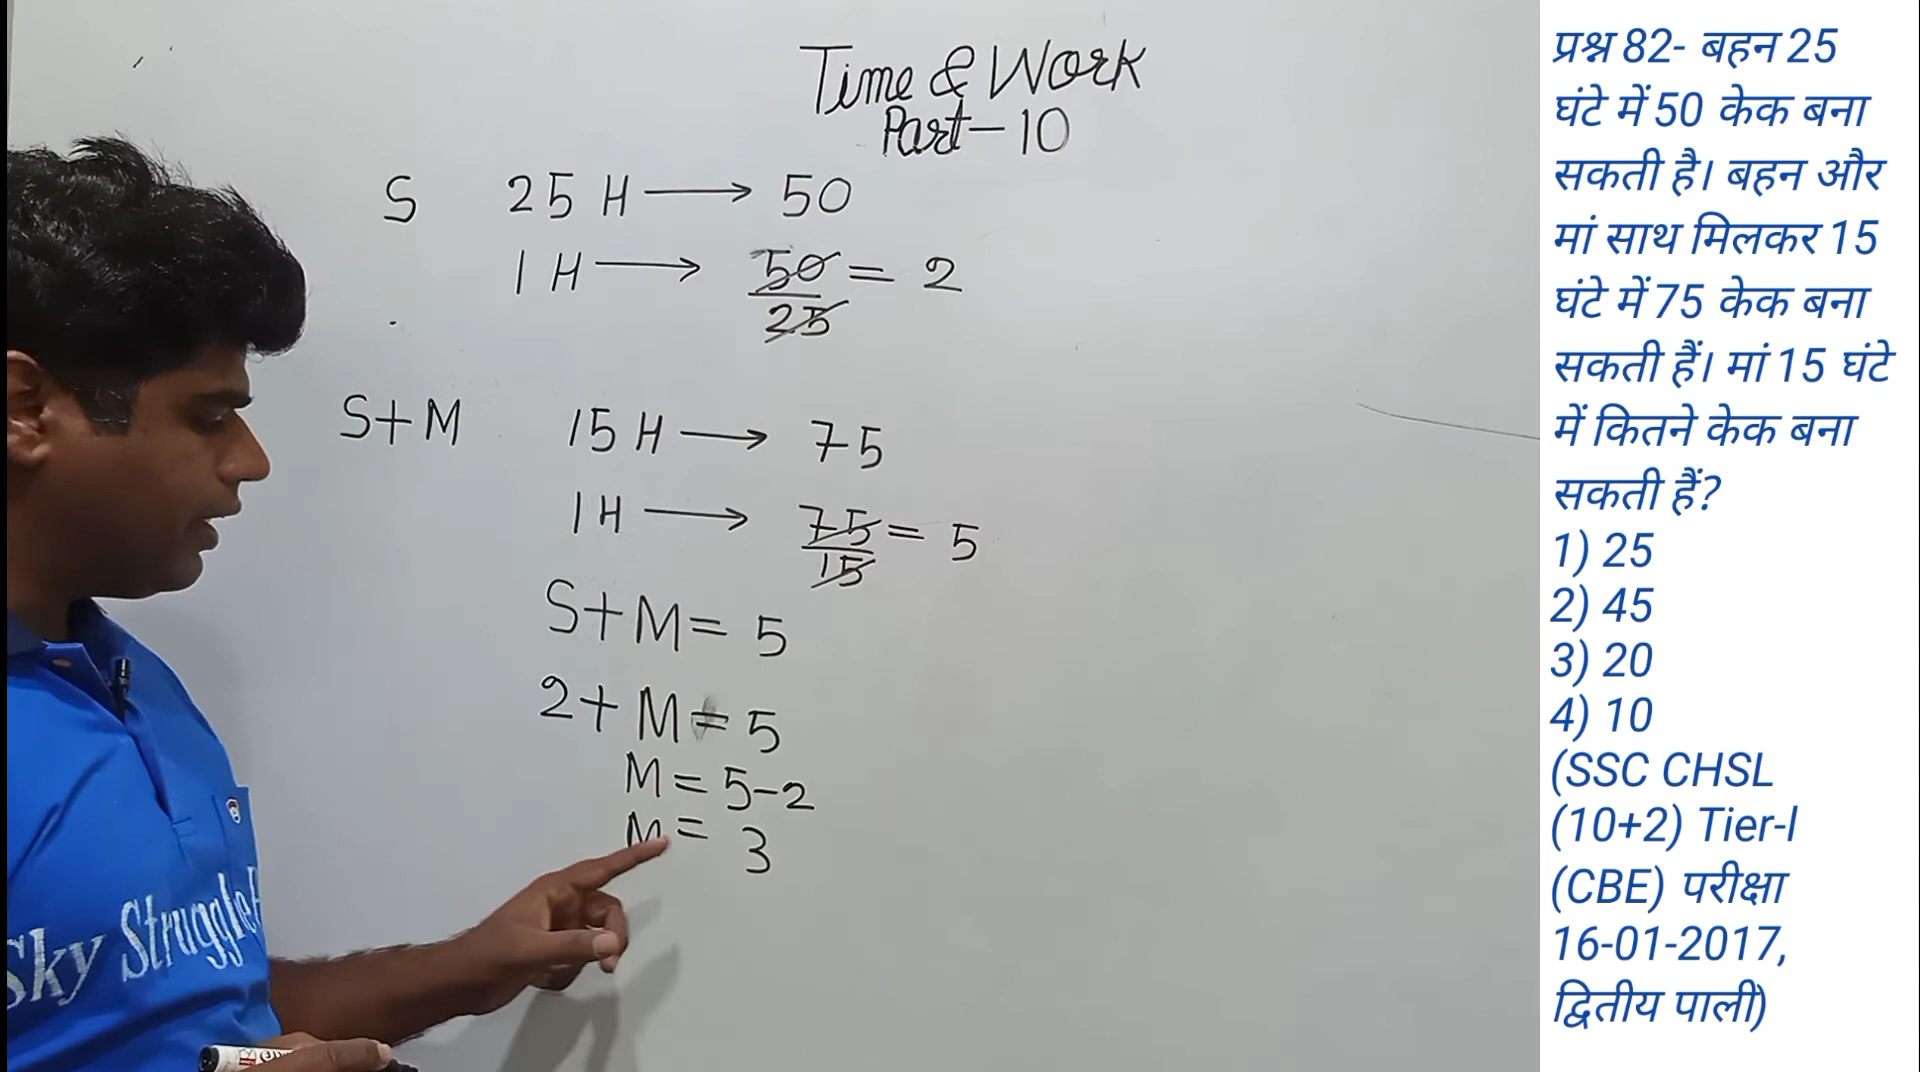 Time & Work
Part-10
S 25 H → 50
1 H → 50/25 = 2
S+M 15 H → 75
1 H → 75/15 = 5
S+M = 5
2+M = 5
M = 5-2
M = 3
Sky Struggle
प्रश्न 82- बहन 25
घंटे में 50 केक बना
सकती है। बहन और
मां साथ मिलकर 15
घंटे में 75 केक बना
सकती हैं। मां 15 घंटे
में कितने केक बना
सकती हैं?
1) 25
2) 45
3) 20
4) 10
(SSC CHSL
(10+2) Tier-I
(CBE) परीक्षा
16-01-2017,
द्वितीय पाली)